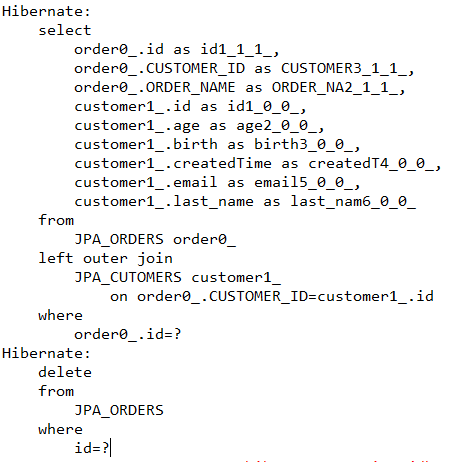 Hibernate:
select
order0_.id as id1_1_1_,
order0_.CUSTOMER_ID as CUSTOMER3_1_1_,
order0_.ORDER_NAME as ORDER_NA2_1_1_,
customer1_.id as id1_0_0_,
customer1_.age as age2_0_0_,
customer1_.birth as birth3_0_0_,
customer1_.createdTime as createdT4_0_0_,
customer1_.email as email5_0_0_,
customer1_.last_name as last_nam6_0_0_
from
JPA_ORDERS order0_
left outer join
JPA_CUTOMERS customer1_
on order0_.CUSTOMER_ID=customer1_.id
where
order0_.id=?
Hibernate:
delete
from
JPA_ORDERS
where
id=?